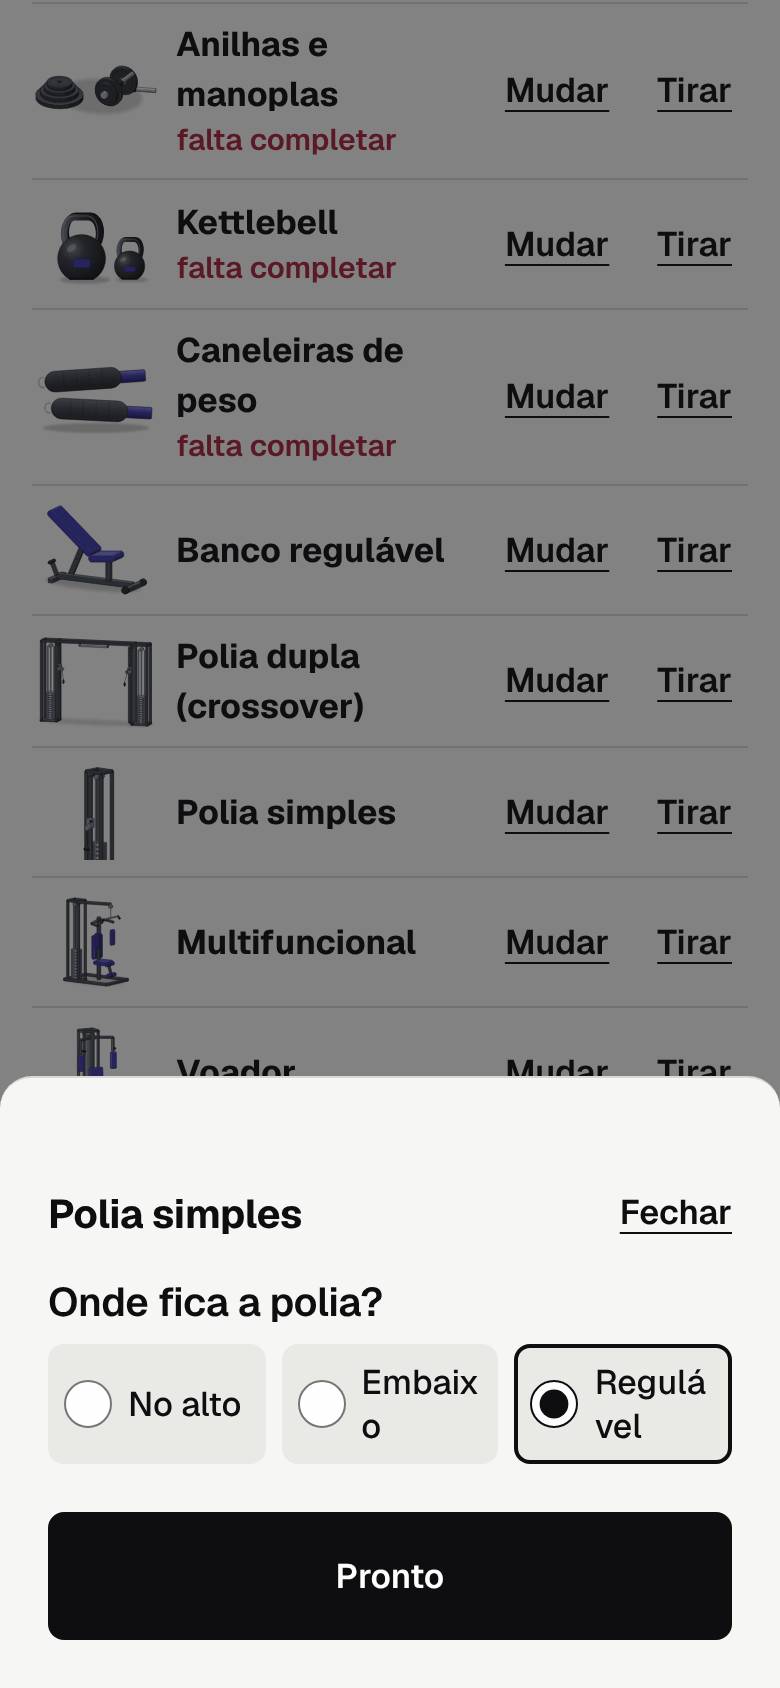 Anilhas e
manoplas
falta completar
Mudar
Tirar
Kettlebell
falta completar
Mudar
Tirar
Caneleiras de
peso
falta completar
Mudar
Tirar
Banco regulável
Mudar
Tirar
Polia dupla
(crossover)
Mudar
Tirar
Polia simples
Mudar
Tirar
Multifuncional
Mudar
Tirar
Voador
Mudar
Tirar
Polia simples
Fechar
Onde fica a polia?
No alto
Embaix
o
Regulá
vel
Pronto